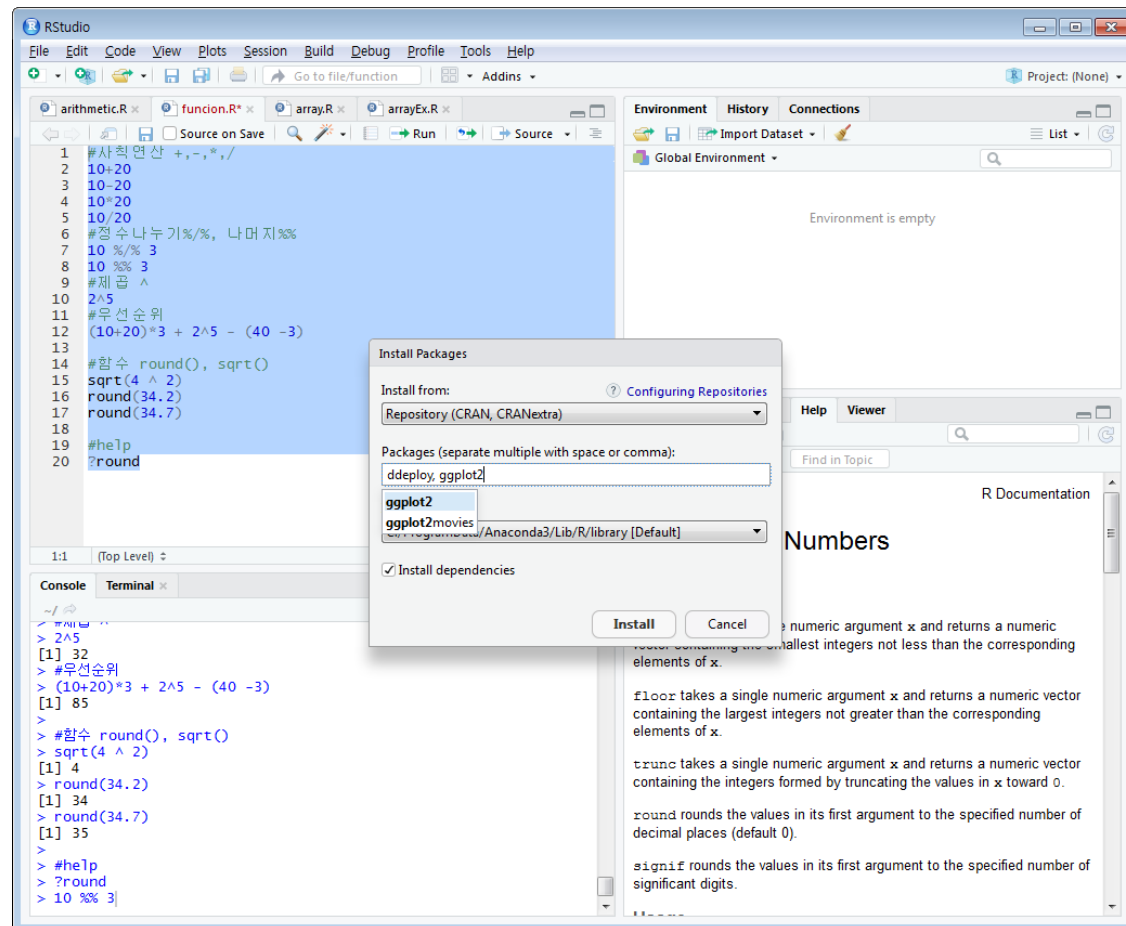 RStudio
File Edit Code View Plots Session Build Debug Profile Tools Help
Go to file/function Addins Project: (None)
arithmetic.R funcion.R* array.R arrayEx.R
Source on Save Run Source
1 #사칙연산 +,-,*,/
2 10+20
3 10-20
4 10*20
5 10/20
6 #정수나누기%/%, 나머지%%
7 10 %/% 3
8 10 %% 3
9 #제곱 ^
10 2^5
11 #우선순위
12 (10+20)*3 + 2^5 - (40 -3)
13
14 #함수 round(), sqrt()
15 sqrt(4 ^ 2)
16 round(34.2)
17 round(34.7)
18
19 #help
20 ?round
1:1 (Top Level)
Console Terminal
~/
> #제곱 ^
> 2^5
[1] 32
> #우선순위
> (10+20)*3 + 2^5 - (40 -3)
[1] 85
>
> #함수 round(), sqrt()
> sqrt(4 ^ 2)
[1] 4
> round(34.2)
[1] 34
> round(34.7)
[1] 35
>
> #help
> ?round
> 10 %% 3
Environment History Connections
Import Dataset List
Global Environment
Environment is empty
Install Packages
Install from: Configuring Repositories
Repository (CRAN, CRANextra)
Packages (separate multiple with space or comma):
ddeploy, ggplot2
ggplot2
ggplot2movies
C:/ProgramData/Anaconda3/Lib/R/library [Default]
Install dependencies
Install Cancel
Help Viewer
Find in Topic
R Documentation
Numbers
numeric argument x and returns a numeric
vector containing the smallest integers not less than the corresponding
elements of x.
floor takes a single numeric argument x and returns a numeric vector
containing the largest integers not greater than the corresponding
elements of x.
trunc takes a single numeric argument x and returns a numeric vector
containing the integers formed by truncating the values in x toward 0.
round rounds the values in its first argument to the specified number of
decimal places (default 0).
signif rounds the values in its first argument to the specified number of
significant digits.